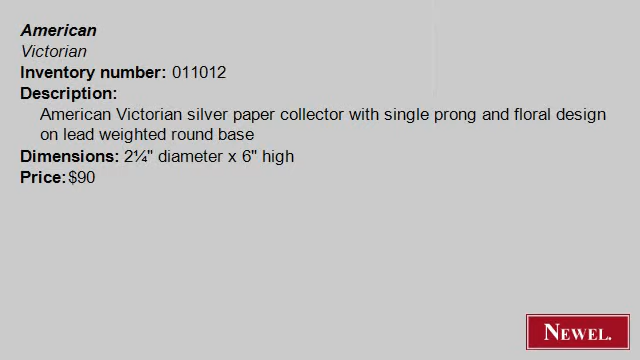 American
Victorian
Inventory number: 011012
Description:
American Victorian silver paper collector with single prong and floral design
on lead weighted round base
Dimensions: 2¼" diameter x 6" high
Price:$90
NEWEL.